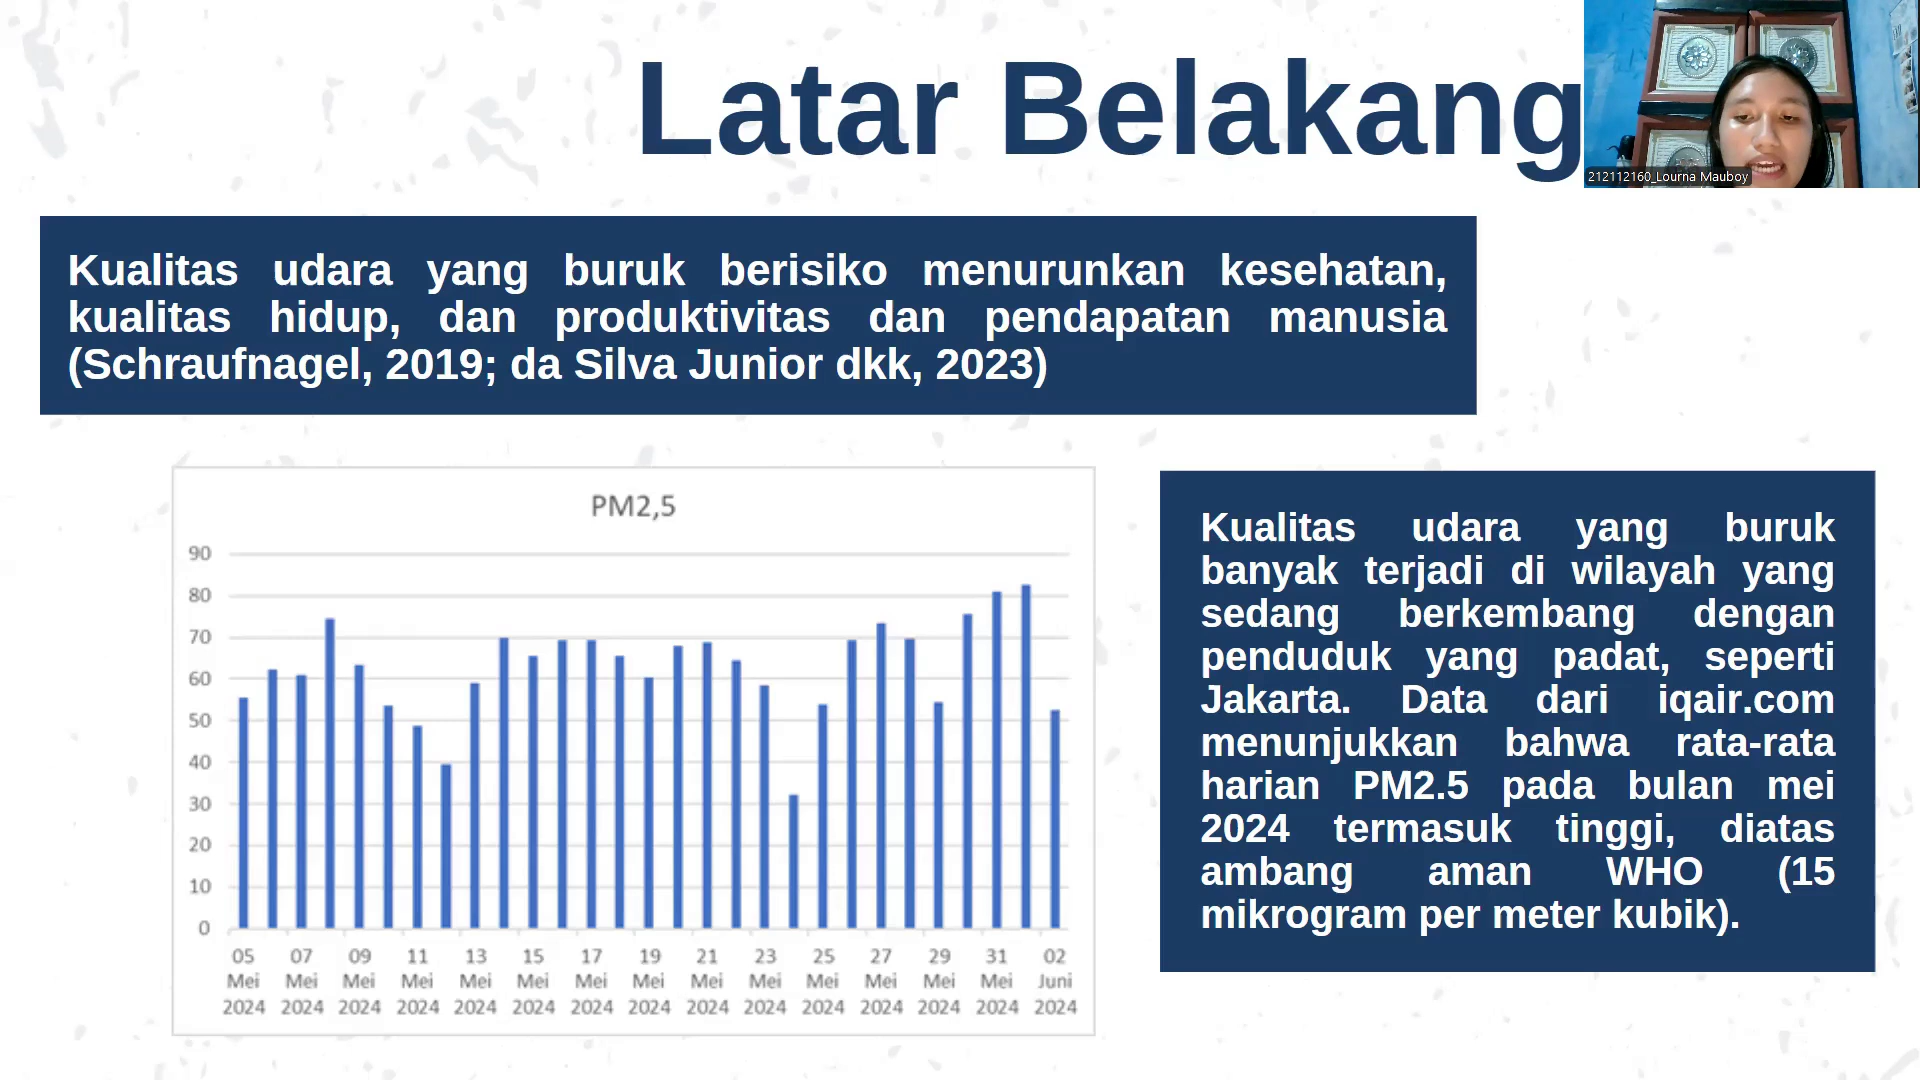 Latar Belakang
212112160_Lourna Mauboy
Kualitas udara yang buruk berisiko menurunkan kesehatan,
kualitas hidup, dan produktivitas dan pendapatan manusia
(Schraufnagel, 2019; da Silva Junior dkk, 2023)
PM2,5
90
80
70
60
50
40
30
20
10
0
05 07 09 11 13 15 17 19 21 23 25 27 29 31 02
Mei Mei Mei Mei Mei Mei Mei Mei Mei Mei Mei Mei Mei Mei Juni
2024 2024 2024 2024 2024 2024 2024 2024 2024 2024 2024 2024 2024 2024 2024
Kualitas udara yang buruk
banyak terjadi di wilayah yang
sedang berkembang dengan
penduduk yang padat, seperti
Jakarta. Data dari iqair.com
menunjukkan bahwa rata-rata
harian PM2.5 pada bulan mei
2024 termasuk tinggi, diatas
ambang aman WHO (15
mikrogram per meter kubik).